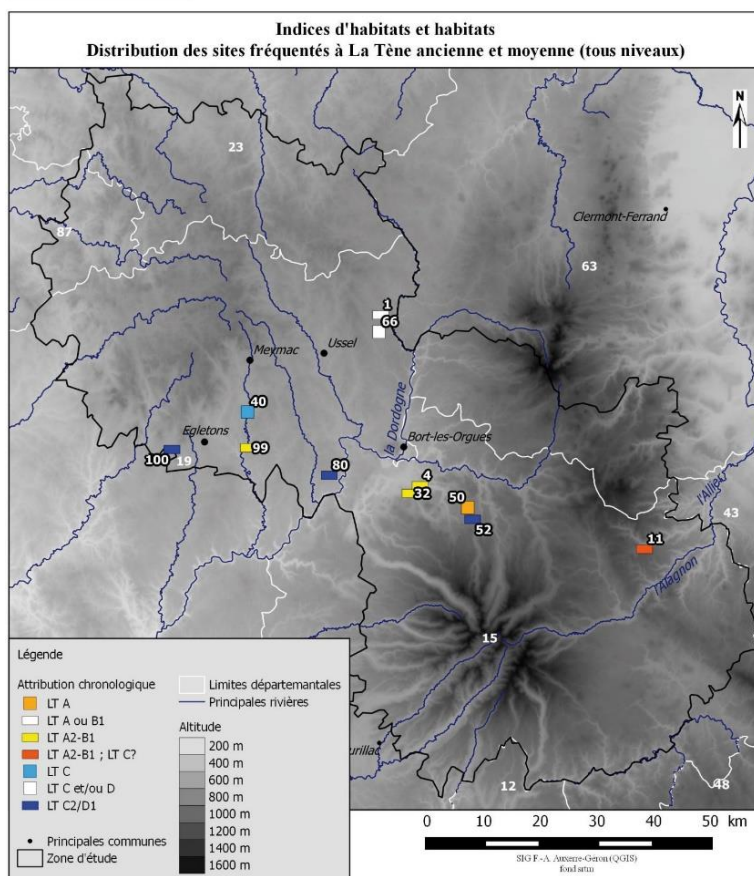 Indices d'habitats et habitats
Distribution des sites fréquentés à La Tène ancienne et moyenne (tous niveaux)
N
23
Clermont-Ferrand
87
63
1
66
Ussel
Meymac
la Dordogne
40
Egletons
Bort-les-Orgues
99
100
19
80
4
32
50
52
l'Allier
43
11
l'Alagnon
15
Légende
Attribution chronologique
LT A
LT A ou B1
LT A2-B1
LT A2-B1 ; LT C?
LT C
LT C et/ou D
LT C2/D1
Principales communes
Zone d'étude
Limites départementales
Principales rivières
Altitude
200 m
400 m
600 m
800 m
1000 m
1200 m
1400 m
1600 m
urillac
12
48
0 10 20 30 40 50 km
SIG F.-A. Auxerre-Géron (QGIS)